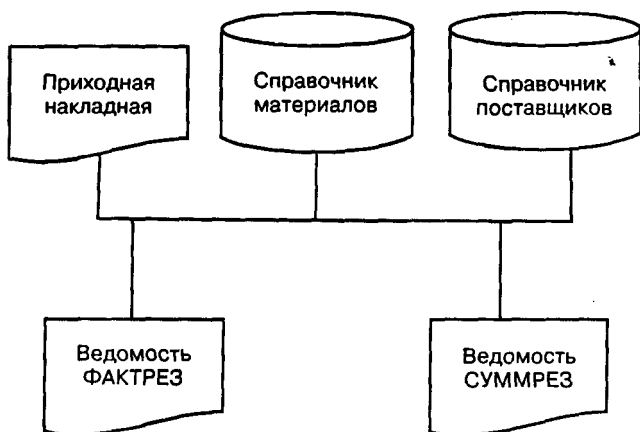 Приходная
накладная
Справочник
материалов
Справочник
поставщиков
Ведомость
ФАКТРЕЗ
Ведомость
СУММРЕЗ